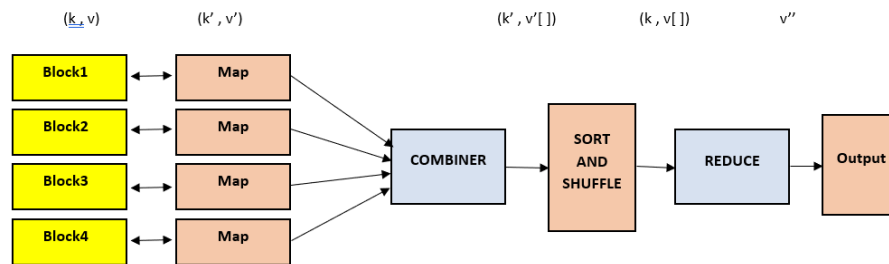 (k , v) (k’ , v’) (k’ , v’[ ]) (k , v[ ]) v’’
Block1 Map
Block2 Map
COMBINER
SORT
AND
SHUFFLE
REDUCE
Output
Block3 Map
Block4 Map